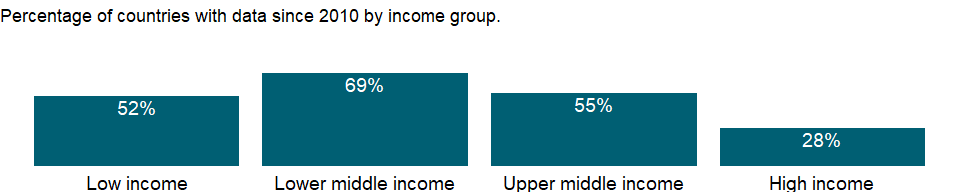 Percentage of countries with data since 2010 by income group.
52%
69%
55%
28%
Low income
Lower middle income
Upper middle income
High income